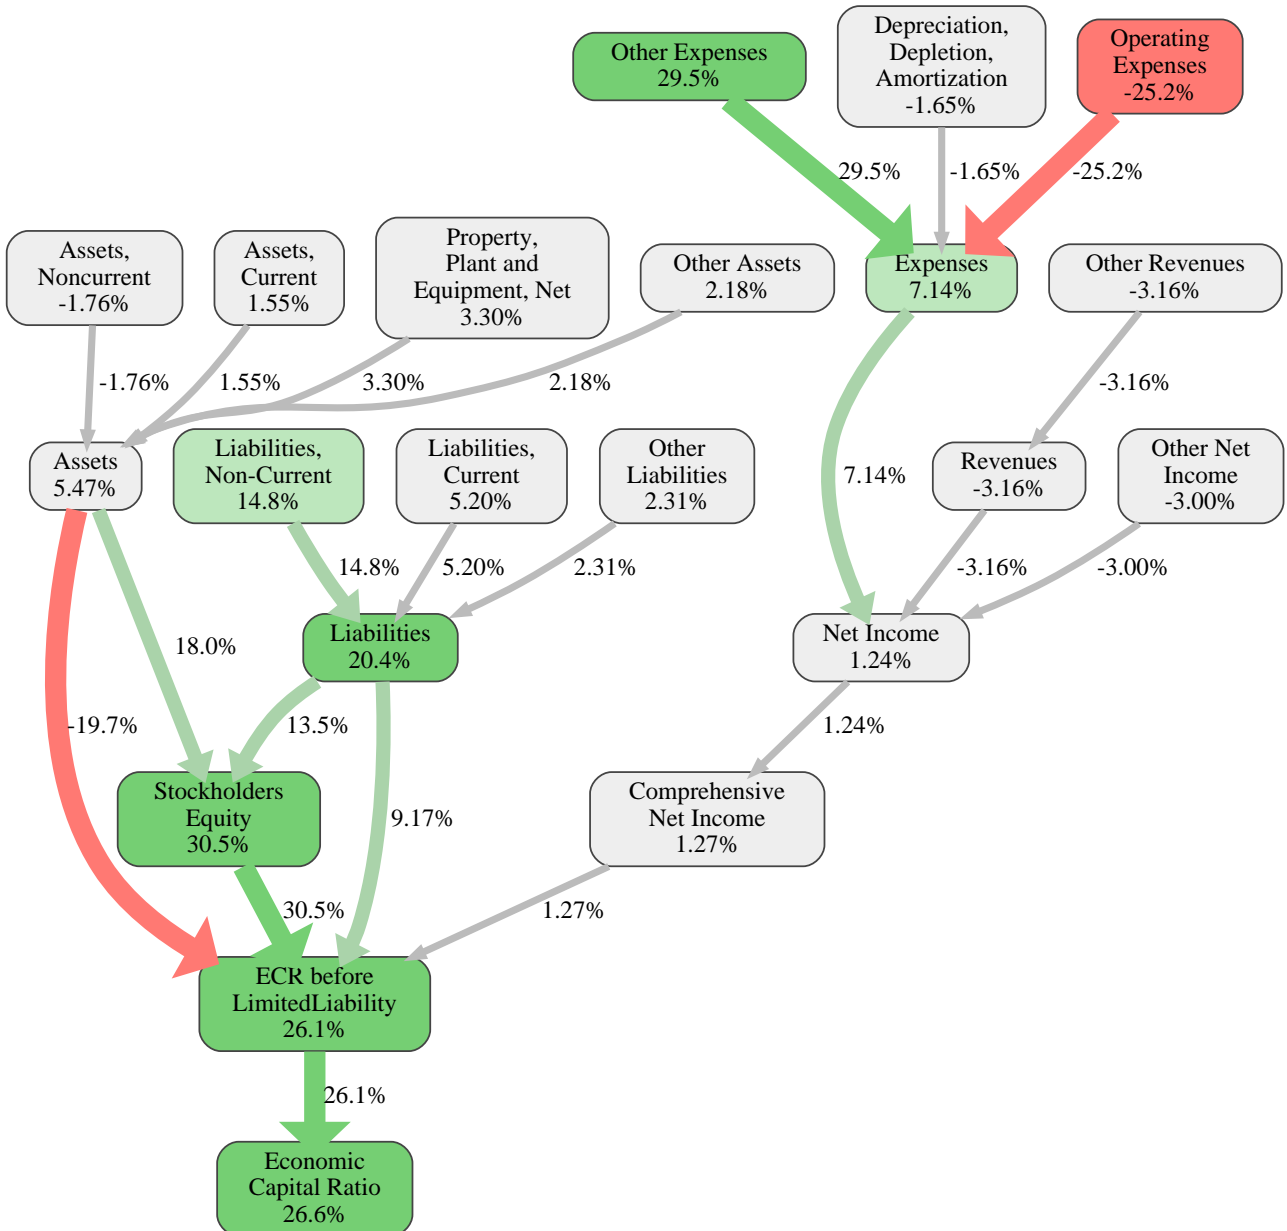 Other Expenses
29.5%
Depreciation,
Depletion,
Amortization
-1.65%
Operating
Expenses
-25.2%
29.5%
-1.65%
-25.2%
Assets,
Noncurrent
-1.76%
Assets,
Current
1.55%
Property,
Plant and
Equipment, Net
3.30%
Other Assets
2.18%
Expenses
7.14%
Other Revenues
-3.16%
-1.76%
1.55%
3.30%
2.18%
-3.16%
Assets
5.47%
Liabilities,
Non-Current
14.8%
Liabilities,
Current
5.20%
Other
Liabilities
2.31%
7.14%
Revenues
-3.16%
Other Net
Income
-3.00%
14.8%
5.20%
2.31%
-3.16%
-3.00%
18.0%
Liabilities
20.4%
Net Income
1.24%
-19.7%
13.5%
1.24%
Stockholders
Equity
30.5%
9.17%
Comprehensive
Net Income
1.27%
30.5%
1.27%
ECR before
LimitedLiability
26.1%
26.1%
Economic
Capital Ratio
26.6%